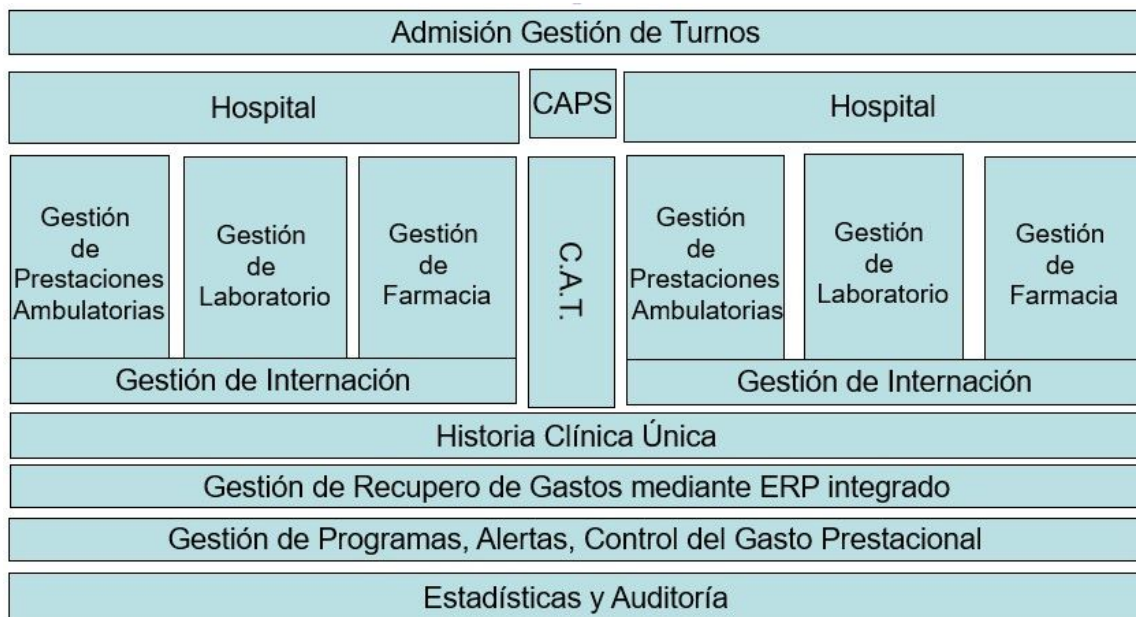 Admisión Gestión de Turnos
Hospital
CAPS
Hospital
Gestión
de
Prestaciones
Ambulatorias
Gestión
de
Laboratorio
Gestión
de
Farmacia
C.A.T.
Gestión
de
Prestaciones
Ambulatorias
Gestión
de
Laboratorio
Gestión
de
Farmacia
Gestión de Internación
Gestión de Internación
Historia Clínica Única
Gestión de Recupero de Gastos mediante ERP integrado
Gestión de Programas, Alertas, Control del Gasto Prestacional
Estadísticas y Auditoría